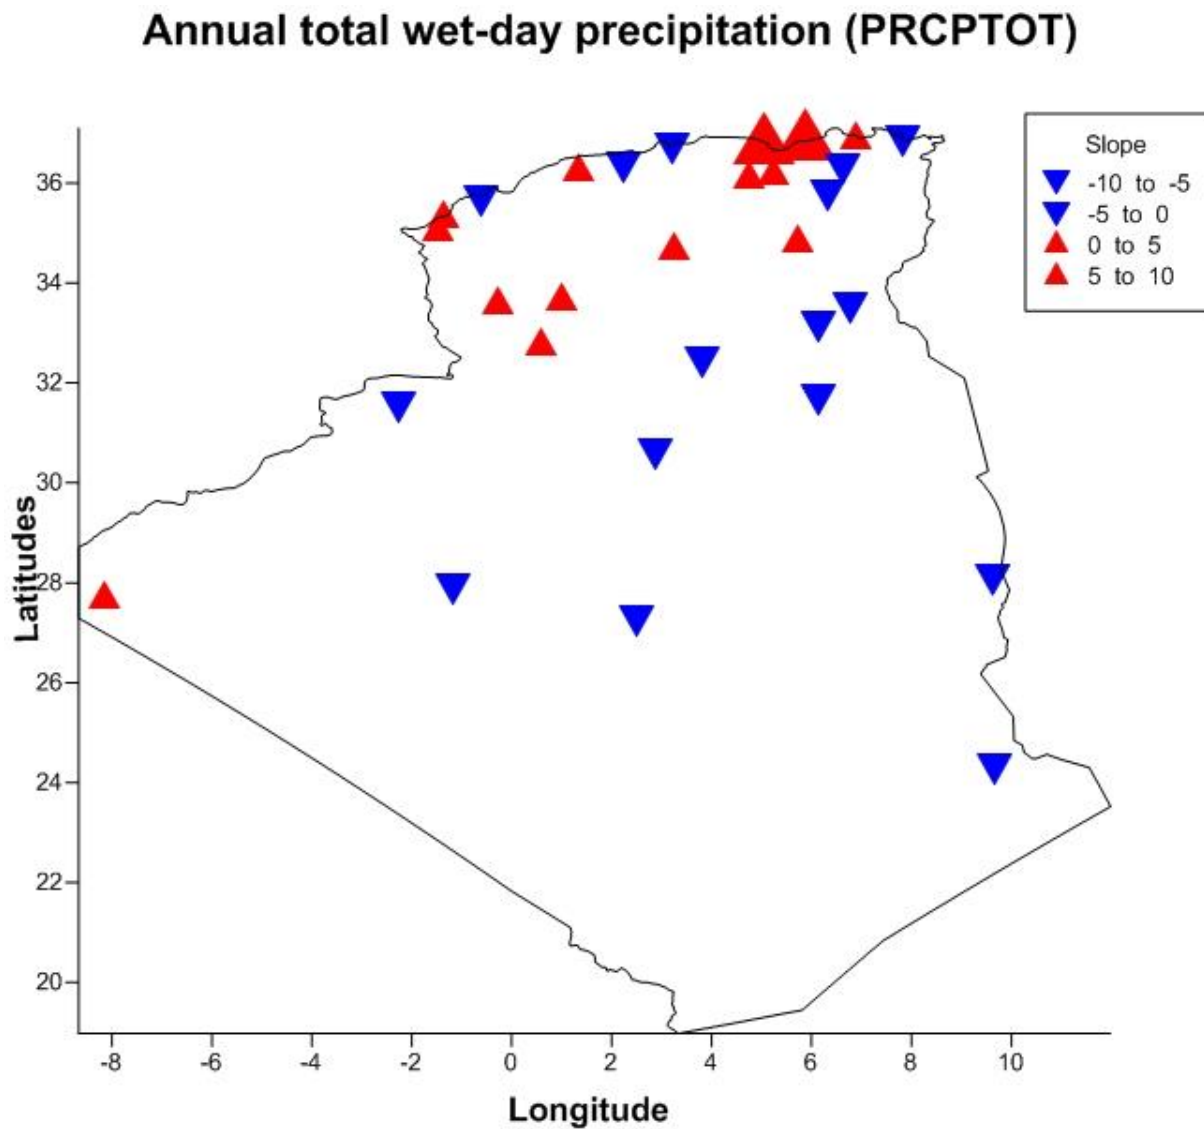 Annual total wet-day precipitation (PRCPTOT)
Slope
-10 to -5
-5 to 0
0 to 5
5 to 10
36
34
32
30
28
26
24
22
20
Latitudes
-8 -6 -4 -2 0 2 4 6 8 10
Longitude